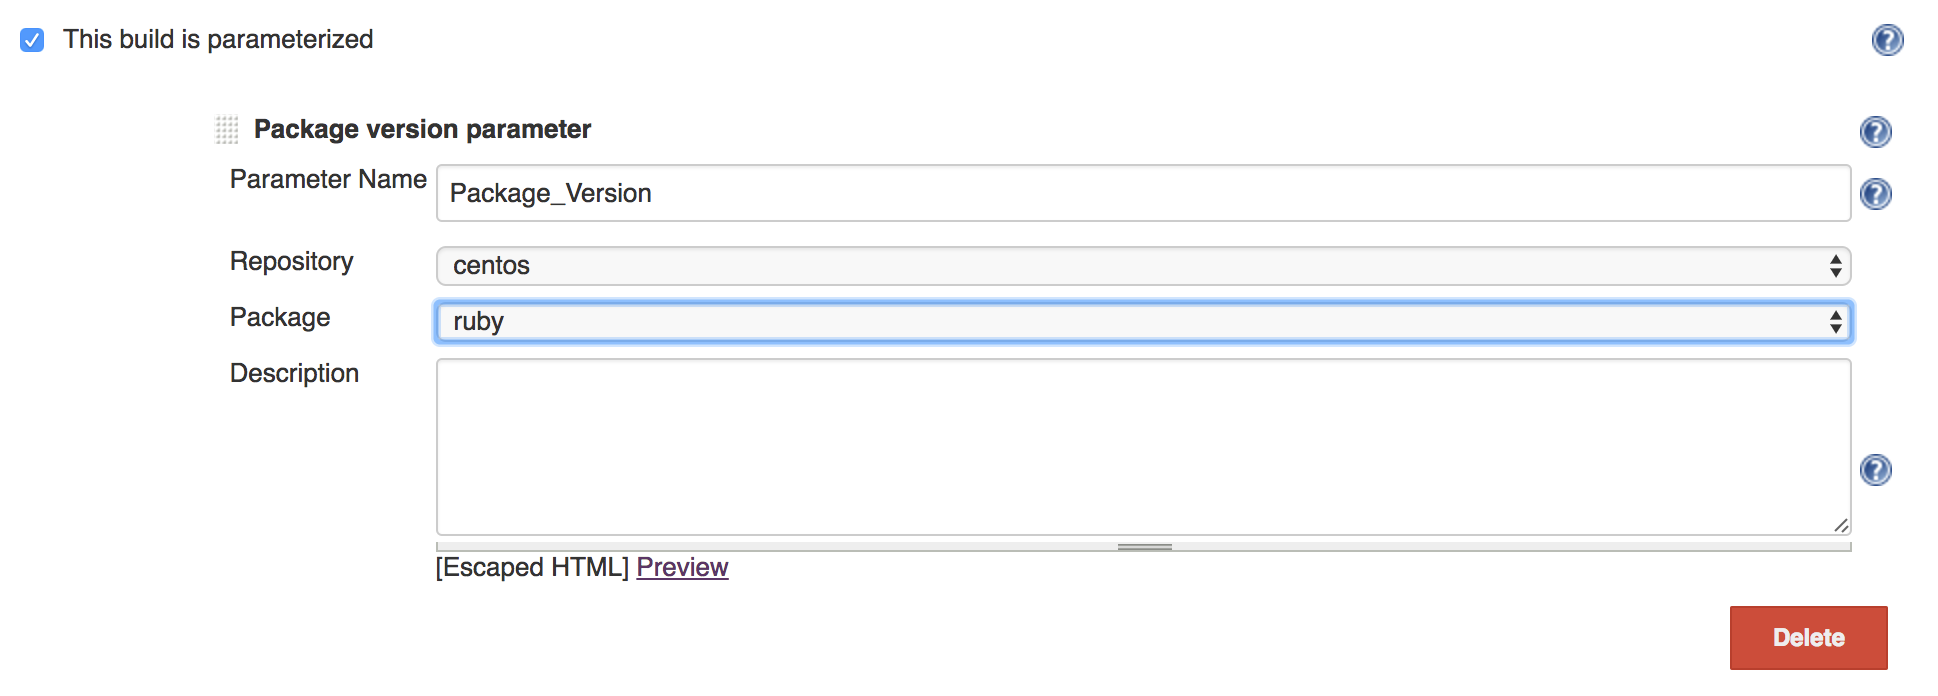 This build is parameterized
?
Package version parameter
?
Parameter Name
Package_Version
?
Repository
centos
Package
ruby
Description
?
[Escaped HTML] Preview
Delete